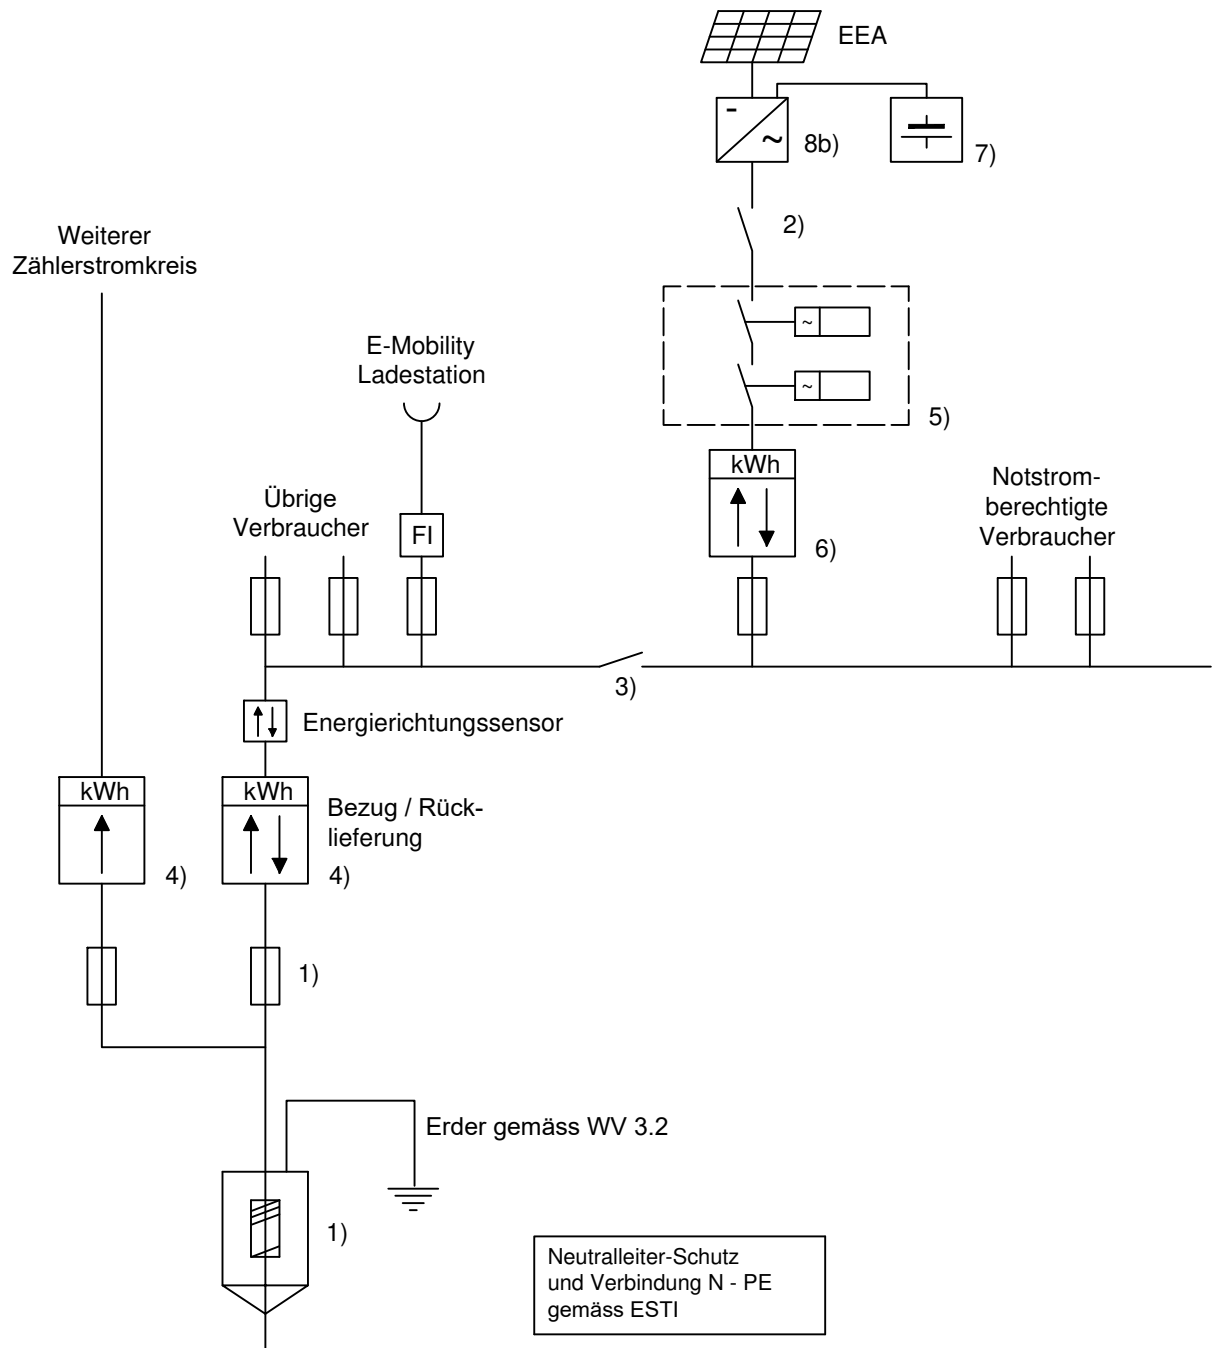 EEA
-
~
8b)
7)
2)
Weiterer
Zählerstromkreis
~
~
5)
E-Mobility
Ladestation
kWh
6)
Notstrom-
berechtigte
Verbraucher
Übrige
Verbraucher
FI
3)
Energierichtungssensor
kWh
4)
kWh
Bezug / Rück-
lieferung
4)
1)
Erder gemäss WV 3.2
1)
Neutralleiter-Schutz
und Verbindung N - PE
gemäss ESTI